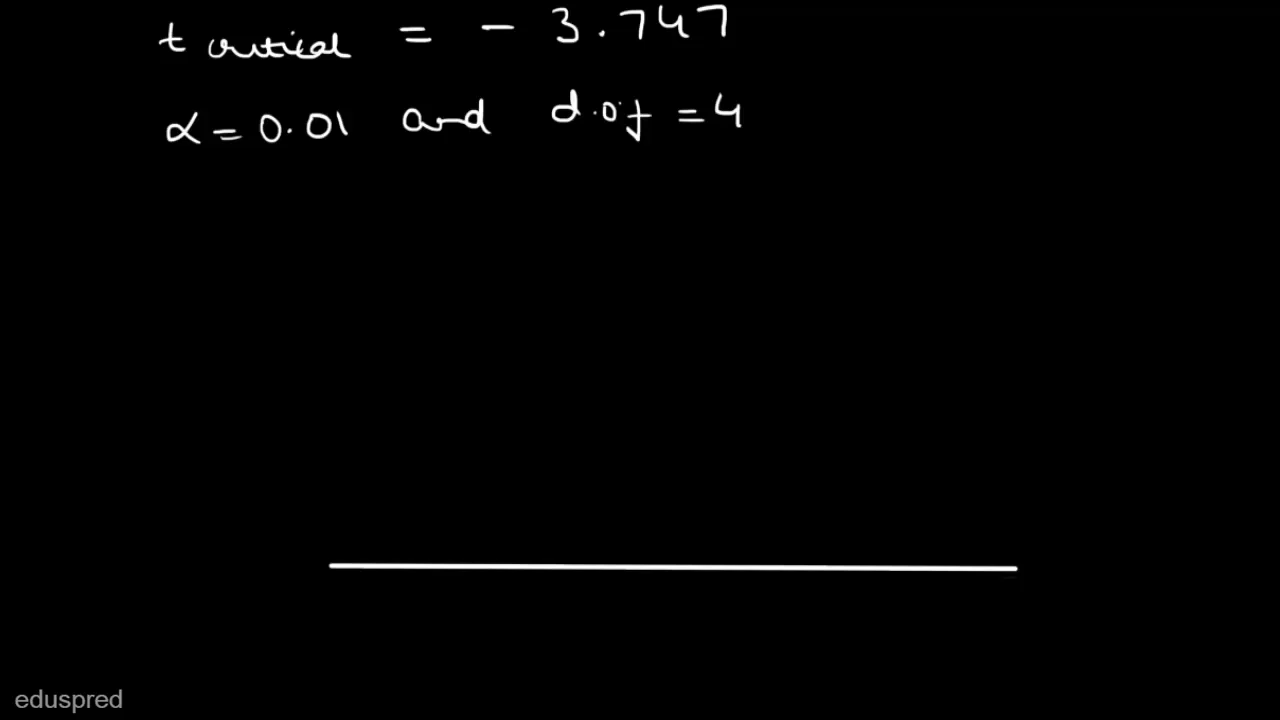 t critical = - 3.747
α = 0.01 and d.o.f = 4
eduspred